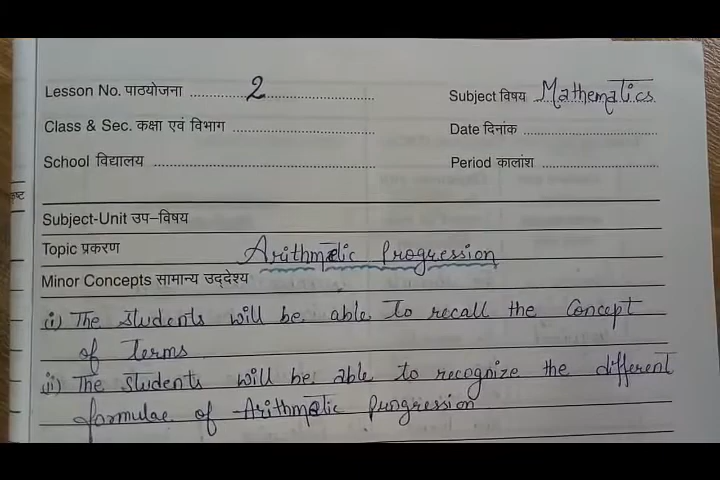 Lesson No. पाठयोजना 2
Subject विषय Mathematics
Class & Sec. कक्षा एवं विभाग
Date दिनांक
School विद्यालय
Period कालांश
Subject-Unit उप-विषय
Topic प्रकरण Arithmetic Progression
Minor Concepts सामान्य उद्देश्य
(i) The students will be able to recall the concept
of terms
(ii) The students will be able to recognize the different
formulae of Arithmetic Progression